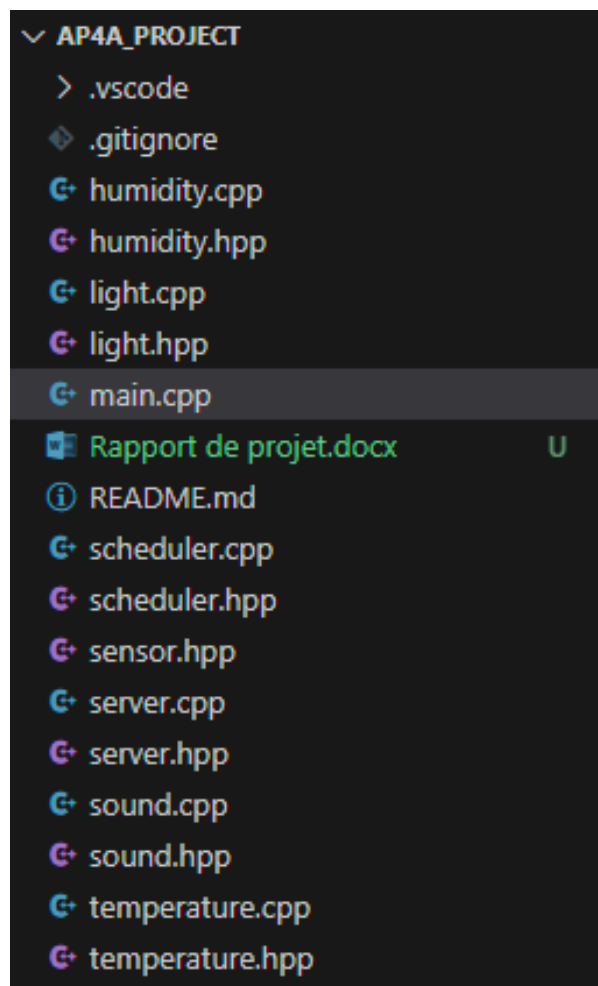 AP4A_PROJECT
.vscode
.gitignore
humidity.cpp
humidity.hpp
light.cpp
light.hpp
main.cpp
Rapport de projet.docx U
README.md
scheduler.cpp
scheduler.hpp
sensor.hpp
server.cpp
server.hpp
sound.cpp
sound.hpp
temperature.cpp
temperature.hpp